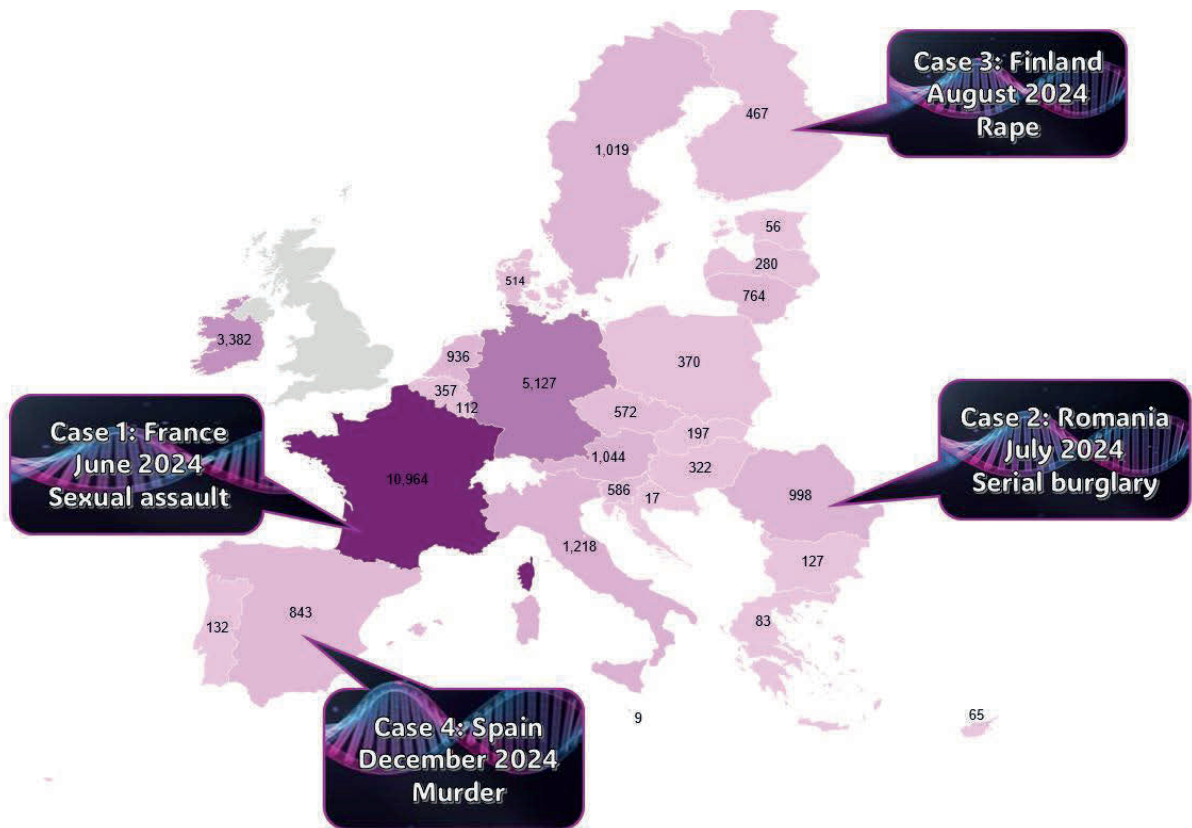 Case 3: Finland
August 2024
Rape
467
1,019
56
280
764
514
3,382
936
5,127
370
357
112
572
Case 1: France
June 2024
Sexual assault
197
Case 2: Romania
July 2024
Serial burglary
1,044
322
10,964
586
17
998
1,218
127
132
843
83
9
65
Case 4: Spain
December 2024
Murder